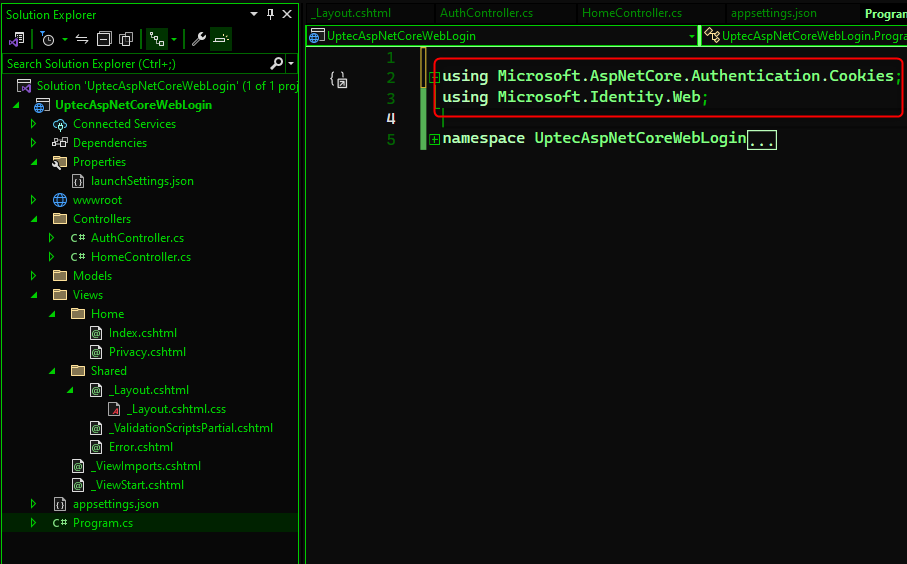 Solution Explorer
Search Solution Explorer (Ctrl+;)
Solution 'UptecAspNetCoreWebLogin' (1 of 1 proj
UptecAspNetCoreWebLogin
Connected Services
Dependencies
Properties
launchSettings.json
wwwroot
Controllers
C# AuthController.cs
C# HomeController.cs
Models
Views
Home
Index.cshtml
Privacy.cshtml
Shared
_Layout.cshtml
_Layout.cshtml.css
_ValidationScriptsPartial.cshtml
Error.cshtml
_ViewImports.cshtml
_ViewStart.cshtml
appsettings.json
C# Program.cs
_Layout.cshtml AuthController.cs HomeController.cs appsettings.json Program
UptecAspNetCoreWebLogin UptecAspNetCoreWebLogin.Progra
1
2 using Microsoft.AspNetCore.Authentication.Cookies;
3 using Microsoft.Identity.Web;
4
5 namespace UptecAspNetCoreWebLogin...